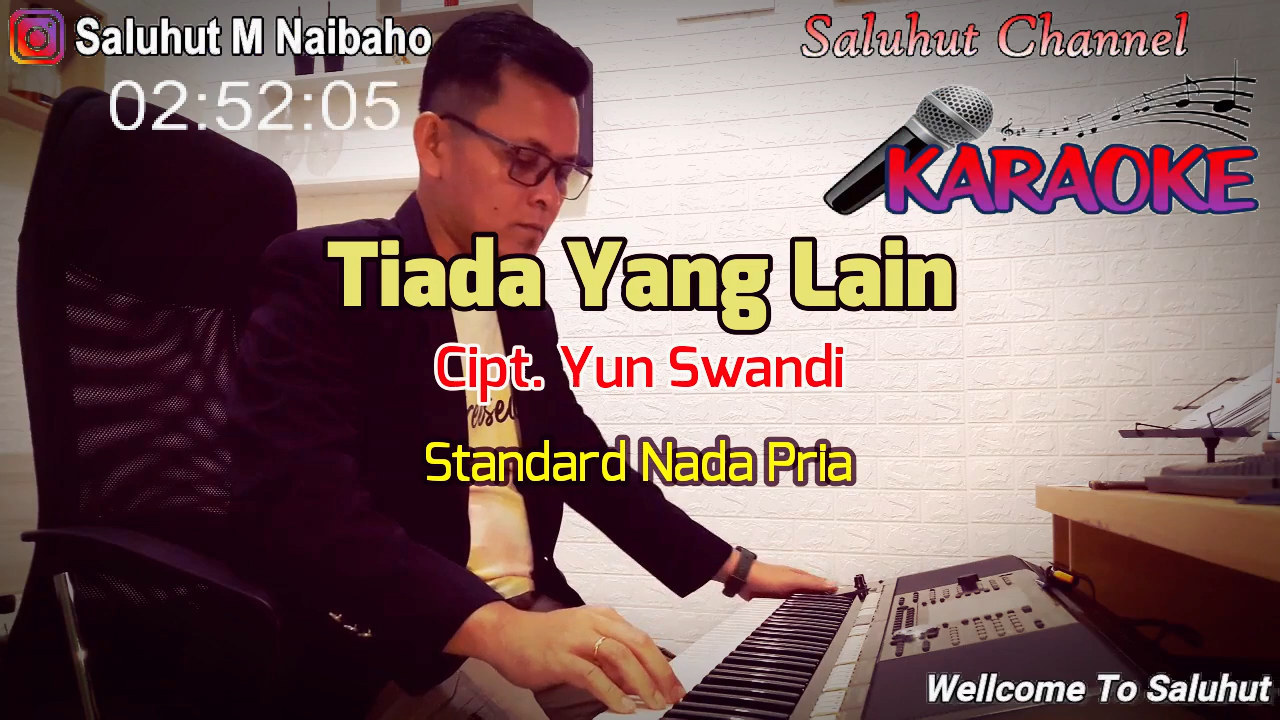 Saluhut M Naibaho
Saluhut Channel
02:52:05
KARAOKE
Tiada Yang Lain
Cipt. Yun Swandi
Standard Nada Pria
Wellcome To Saluhut